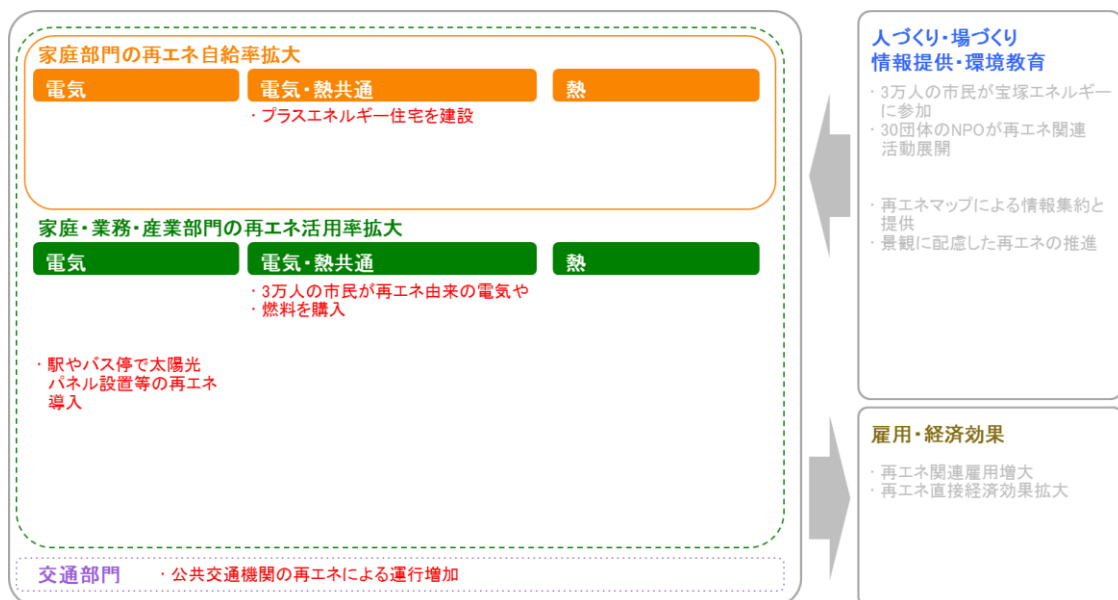 家庭部門の再エネ自給率拡大
電気
電気・熱共通
熱
・プラスエネルギー住宅を建設
家庭・業務・産業部門の再エネ活用率拡大
電気
電気・熱共通
熱
・3万人の市民が再エネ由来の電気や
・燃料を購入
・駅やバス停で太陽光
パネル設置等の再エネ
導入
交通部門
・公共交通機関の再エネによる運行増加
人づくり・場づくり
情報提供・環境教育
・3万人の市民が宝塚エネルギー
に参加
・30団体のNPOが再エネ関連
活動展開
・再エネマップによる情報集約と
提供
・景観に配慮した再エネの推進
雇用・経済効果
・再エネ関連雇用増大
・再エネ直接経済効果拡大